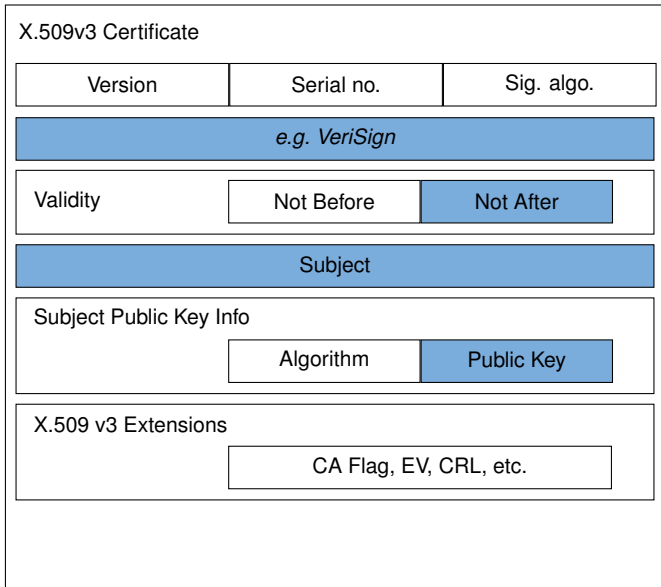 X.509v3 Certificate
Version Serial no. Sig. algo.
e.g. VeriSign
Validity Not Before Not After
Subject
Subject Public Key Info
Algorithm Public Key
X.509 v3 Extensions
CA Flag, EV, CRL, etc.